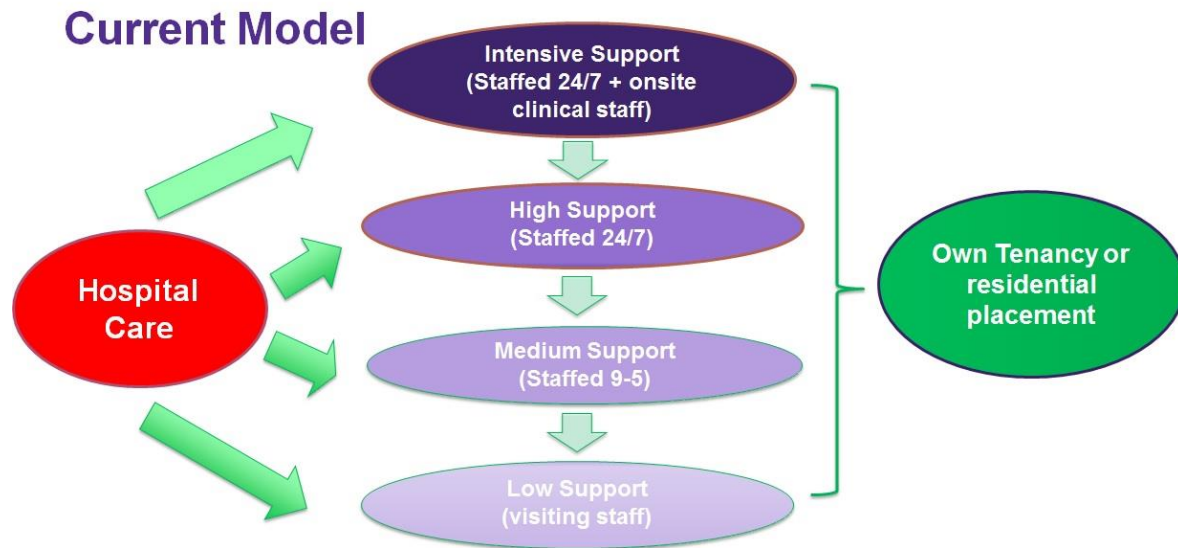 Current Model
Intensive Support
(Staffed 24/7 + onsite
clinical staff)
High Support
(Staffed 24/7)
Hospital
Care
Own Tenancy or
residential
placement
Medium Support
(Staffed 9-5)
Low Support
(visiting staff)